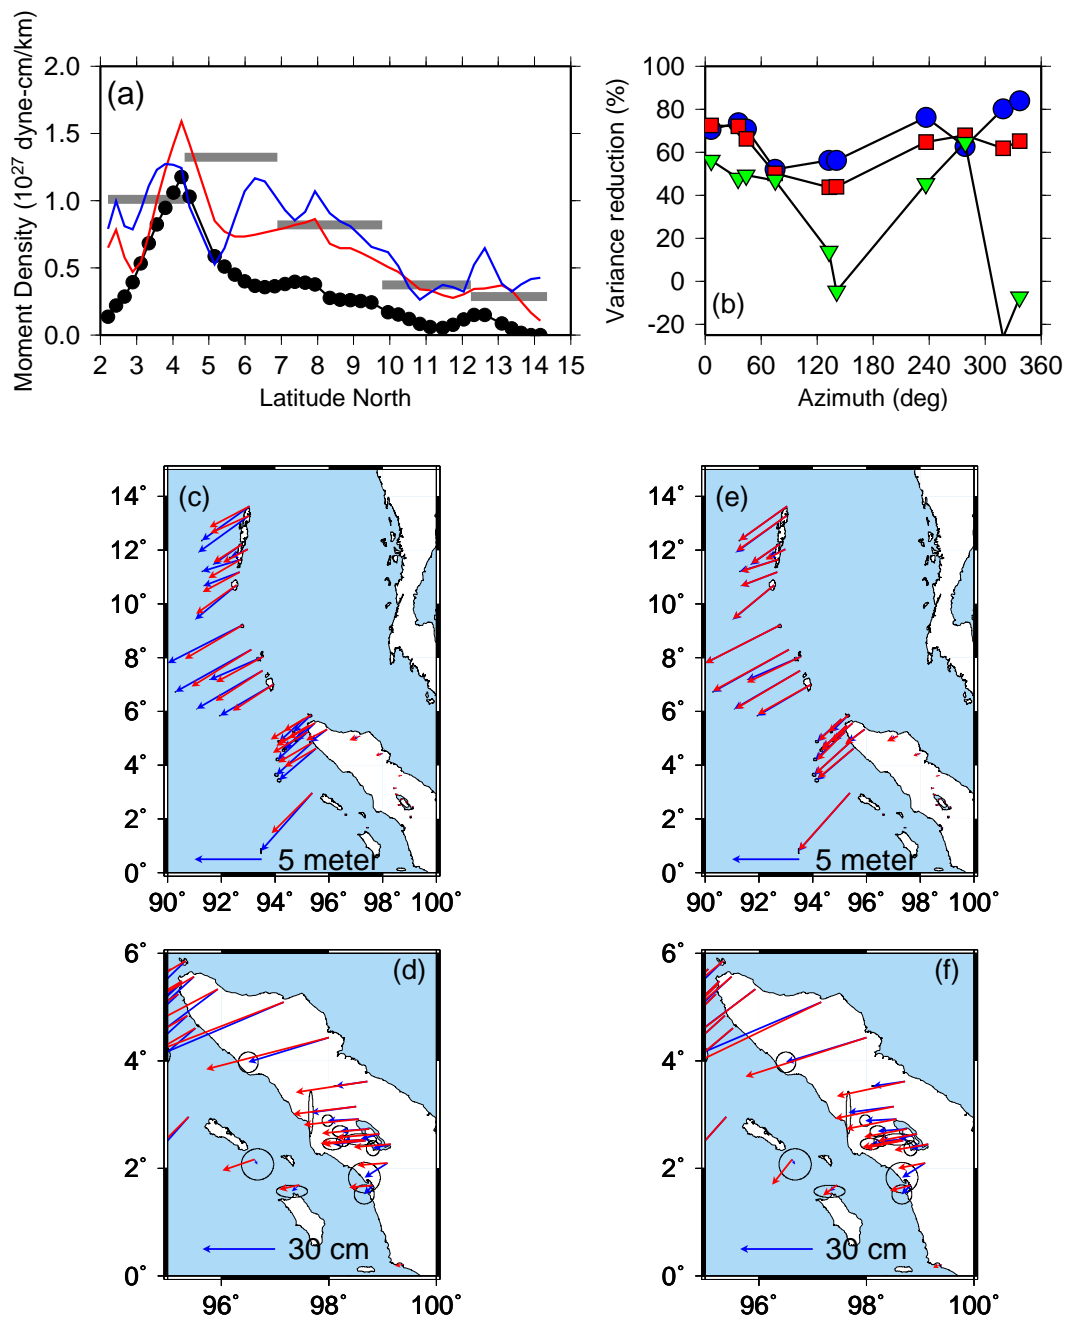 (a)
Moment Density (10²⁷ dyne-cm/km)
2.0
1.5
1.0
0.5
0.0
2 3 4 5 6 7 8 9 10 11 12 13 14 15
Latitude North
(b)
Variance reduction (%)
100
80
60
40
20
0
-20
0 60 120 180 240 300 360
Azimuth (deg)
(c)
14°
12°
10°
8°
6°
4°
2°
0°
5 meter
90° 92° 94° 96° 98° 100°
(e)
14°
12°
10°
8°
6°
4°
2°
0°
5 meter
90° 92° 94° 96° 98° 100°
(d)
6°
4°
2°
0°
30 cm
96° 98° 100°
(f)
6°
4°
2°
0°
30 cm
96° 98° 100°